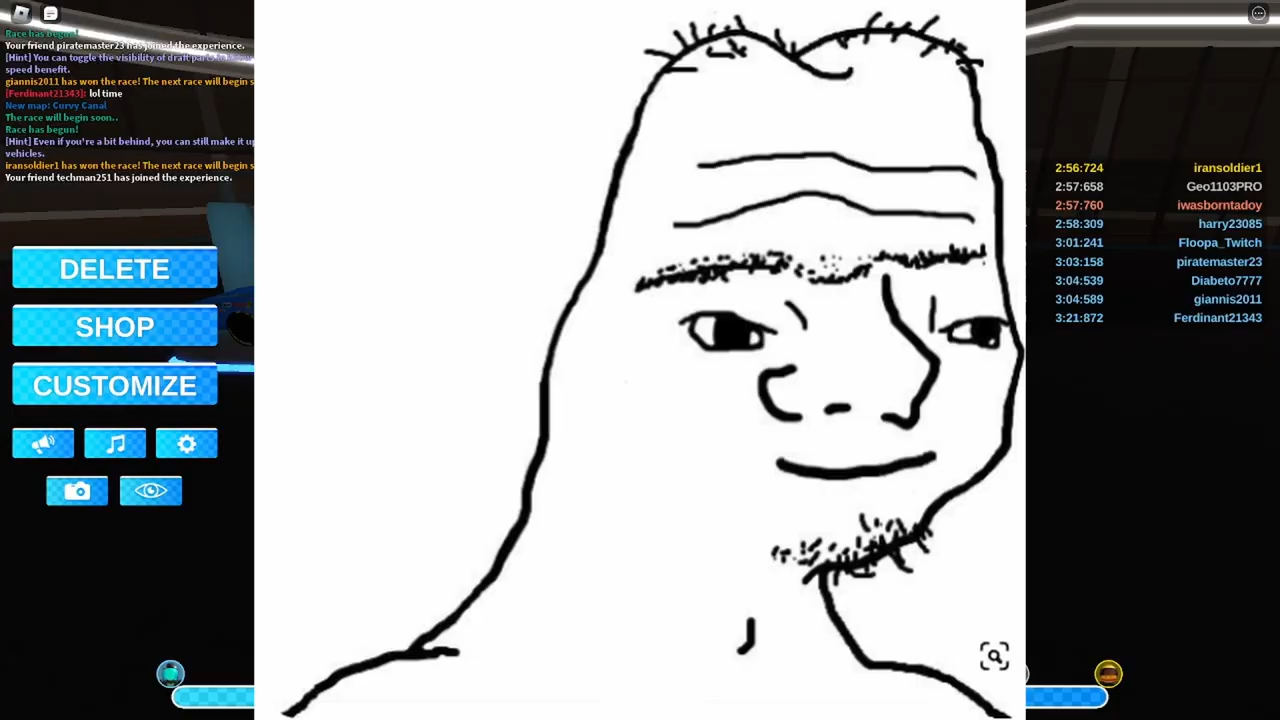 Race has begun!
Your friend piratemaster23 has joined the experience.
[Hint] You can toggle the visibility of draft parts
speed benefit.
giannis2011 has won the race! The next race will begin s
[Ferdinant21343]: lol time
New map: Curvy Canal
The race will begin soon..
Race has begun!
[Hint] Even if you're a bit behind, you can still make it up
vehicles.
iransoldier1 has won the race! The next race will begin s
Your friend techman251 has joined the experience.
DELETE
SHOP
CUSTOMIZE
2:56:724 iransoldier1
2:57:658 Geo1103PRO
2:57:760 iwasborntadoy
2:58:309 harry23085
3:01:241 Floopa_Twitch
3:03:158 piratemaster23
3:04:539 Diabeto7777
3:04:589 giannis2011
3:21:872 Ferdinant21343